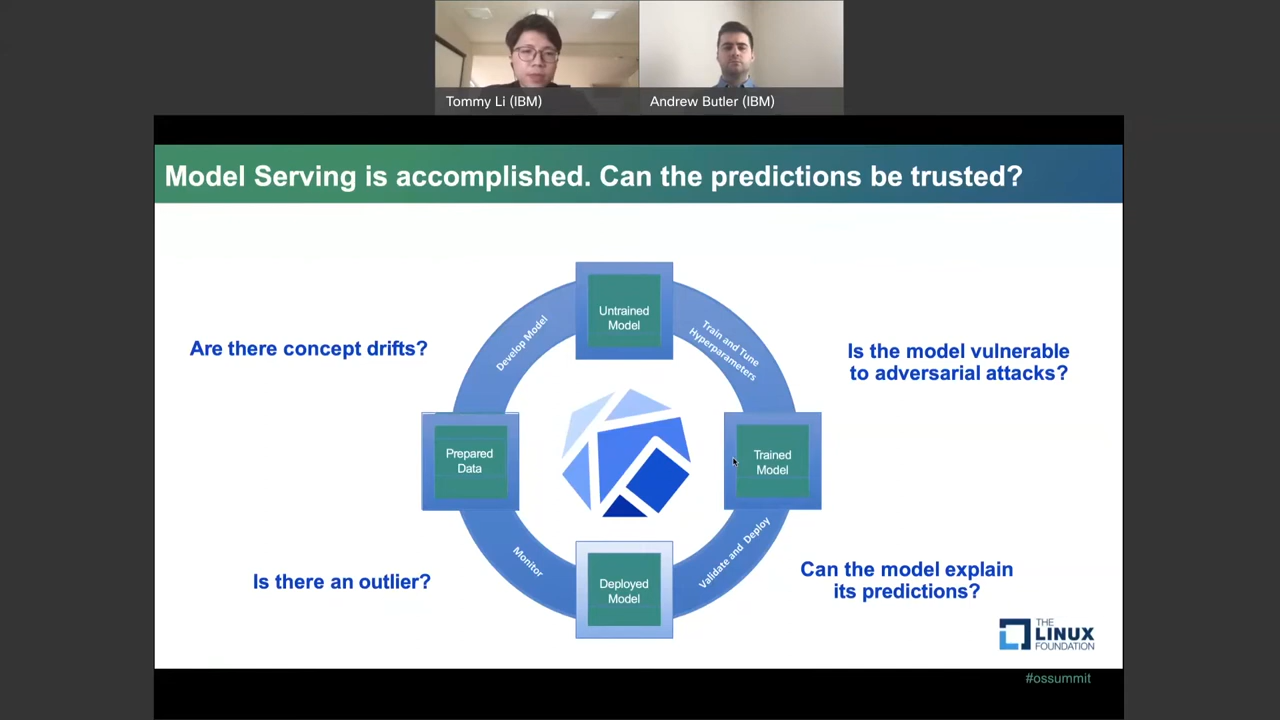 Tommy Li (IBM)
Andrew Butler (IBM)
Model Serving is accomplished. Can the predictions be trusted?
Untrained
Model
Develop Model
Train and Tune
Hyperparameters
Are there concept drifts?
Is the model vulnerable
to adversarial attacks?
Prepared
Data
Trained
Model
Monitor
Validate and Deploy
Is there an outlier?
Deployed
Model
Can the model explain
its predictions?
THE
LINUX
FOUNDATION
#ossummit